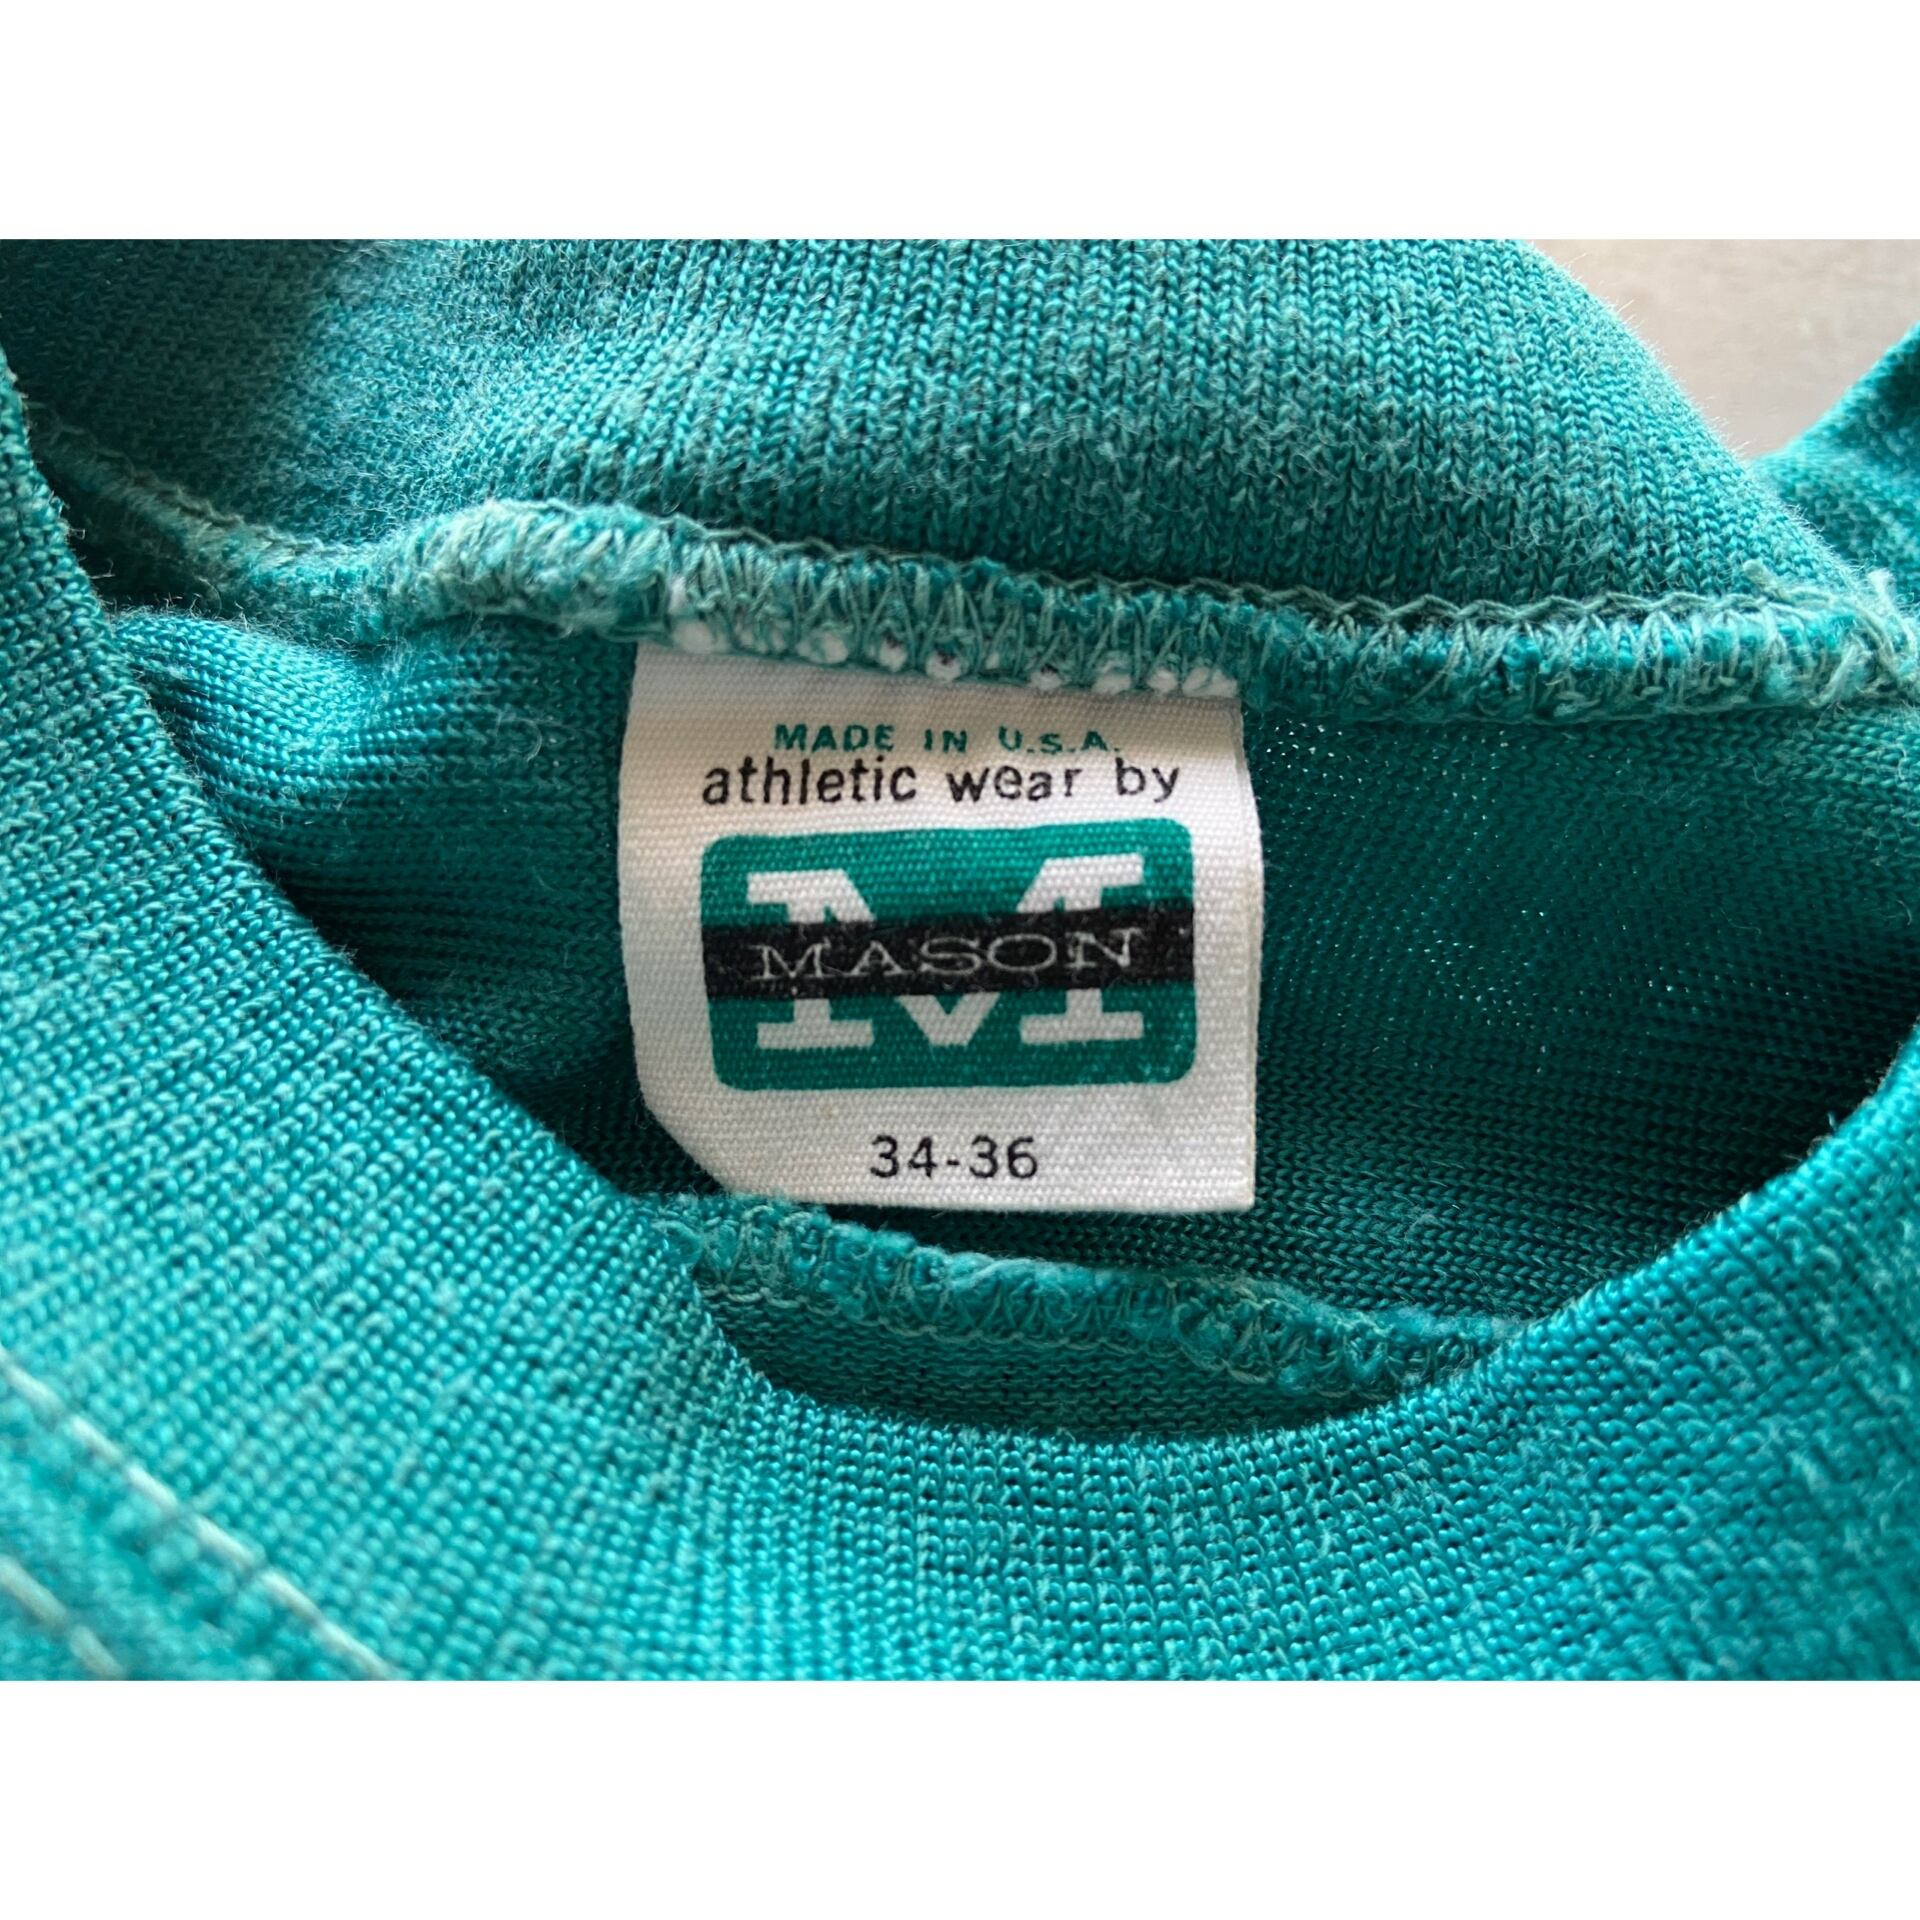 MADE IN U.S.A.
athletic wear by
M
MASON
34-36